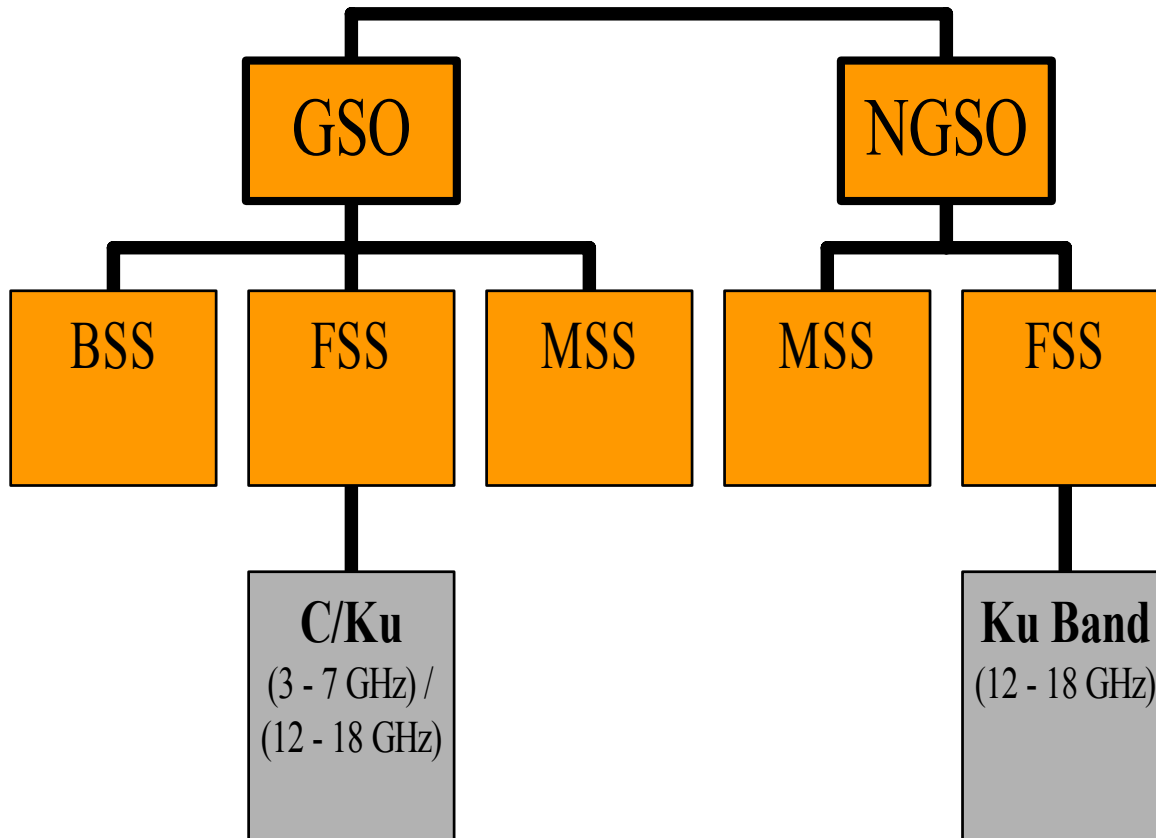 GSO
NGSO
BSS
FSS
MSS
MSS
FSS
C/Ku
(3 - 7 GHz) /
(12 - 18 GHz)
Ku Band
(12 - 18 GHz)